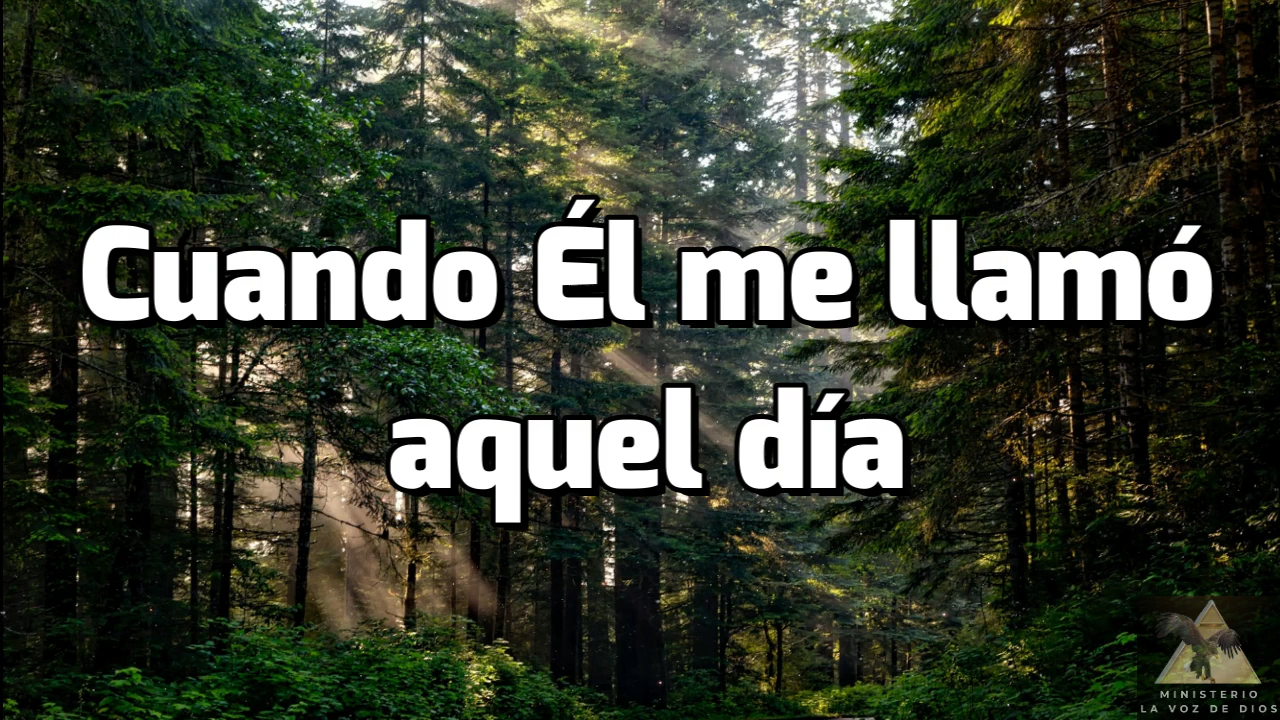 Cuando Él me llamó
aquel día
MINISTERIO
LA VOZ DE DIOS